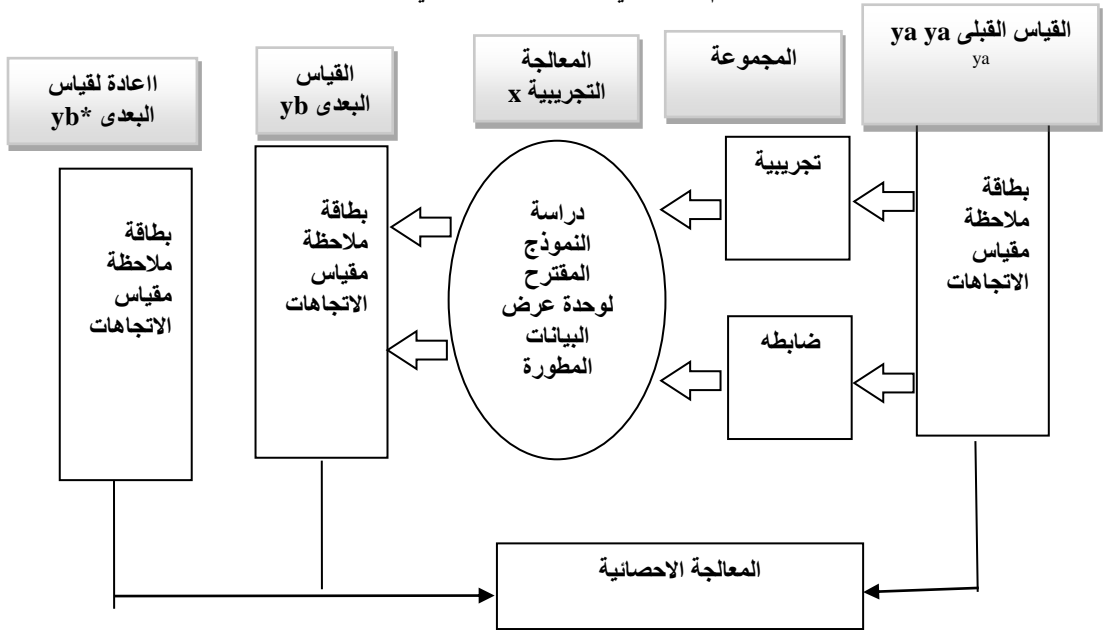 القياس القبلى ya ya
ya
المجموعة
المعالجة
التجريبية x
القياس
البعدى yb
ااعادة لقياس
البعدى *yb
بطاقة
ملاحظة
مقياس
الاتجاهات
تجريبية
ضابطه
دراسة
النموذج
المقترح
لوحدة عرض
البيانات
المطورة
بطاقة
ملاحظة
مقياس
الاتجاهات
بطاقة
ملاحظة
مقياس
الاتجاهات
المعالجة الاحصائية